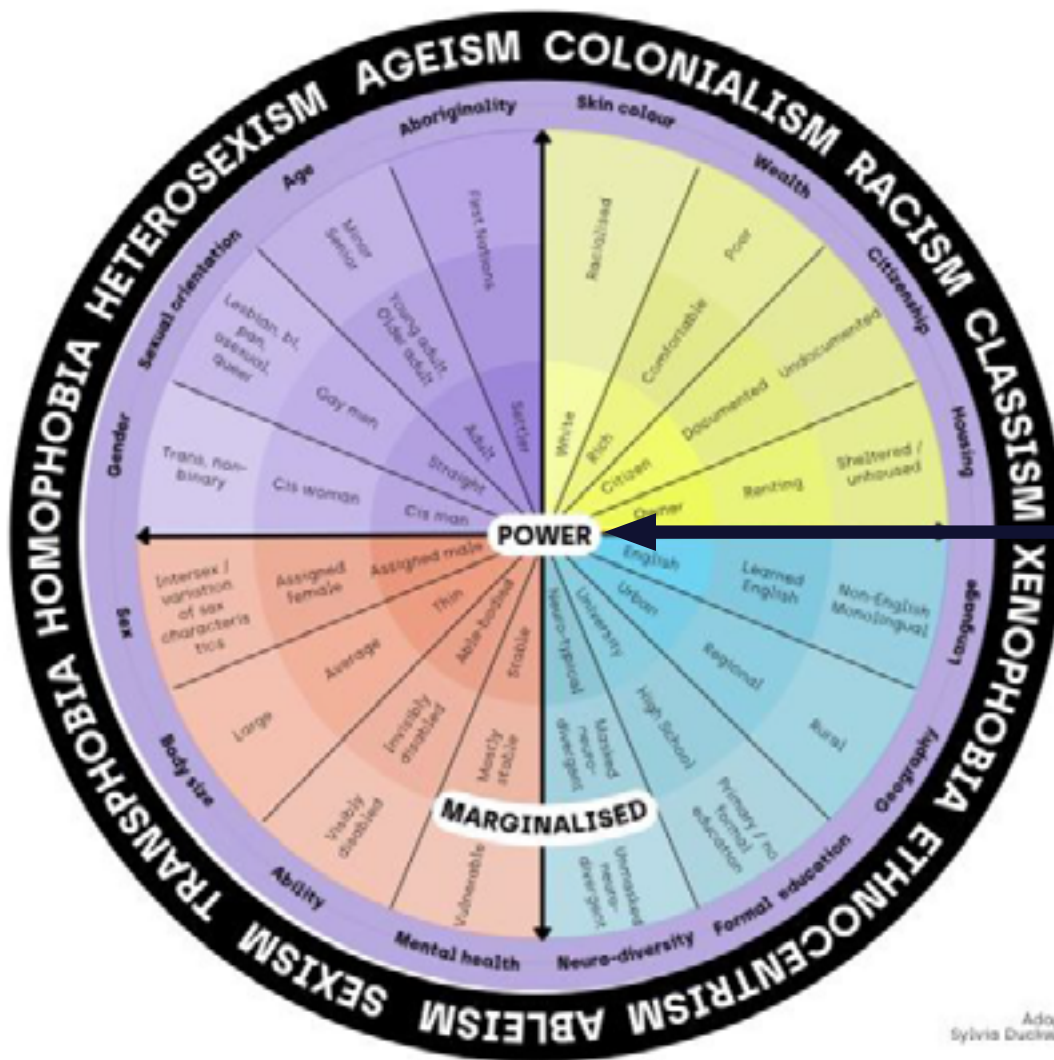 HOMOPHOBIA HETEROSEXISM AGEISM COLONIALISM RACISM CLASSISM XENOPHOBIA ETHNOCENTRISM ABLEISM SEXISM TRANSPHOBIA
Skin colour
Racialised
White
Wealth
Poor
Comfortable
Rich
Citizenship
Undocumented
Documented
Citizen
Housing
Sheltered /
unhoused
Renting
Owner
Language
Non-English
Monolingual
Learned
English
English
Geography
Rural
Regional
Urban
Formal education
Primary / no
formal
education
High School
University
Neuro-diversity
Unmasked
neuro-
divergent
Masked
neuro-
divergent
Neuro-typical
Mental health
Vulnerable
Mostly
stable
Stable
Ability
Visibly
disabled
Invisibly
disabled
Able-bodied
Body size
Large
Average
Thin
Sex
Intersex /
variation
of sex
characteris
tics
Assigned
female
Assigned male
Gender
Trans, non-
binary
Cis woman
Cis man
Sexual orientation
Lesbian, bi,
pan,
asexual,
queer
Gay men
Straight
Age
Minor
Senior
Young adult,
Older adult
Adult
Aboriginality
First Nations
Settler
POWER
MARGINALISED
Sylvia